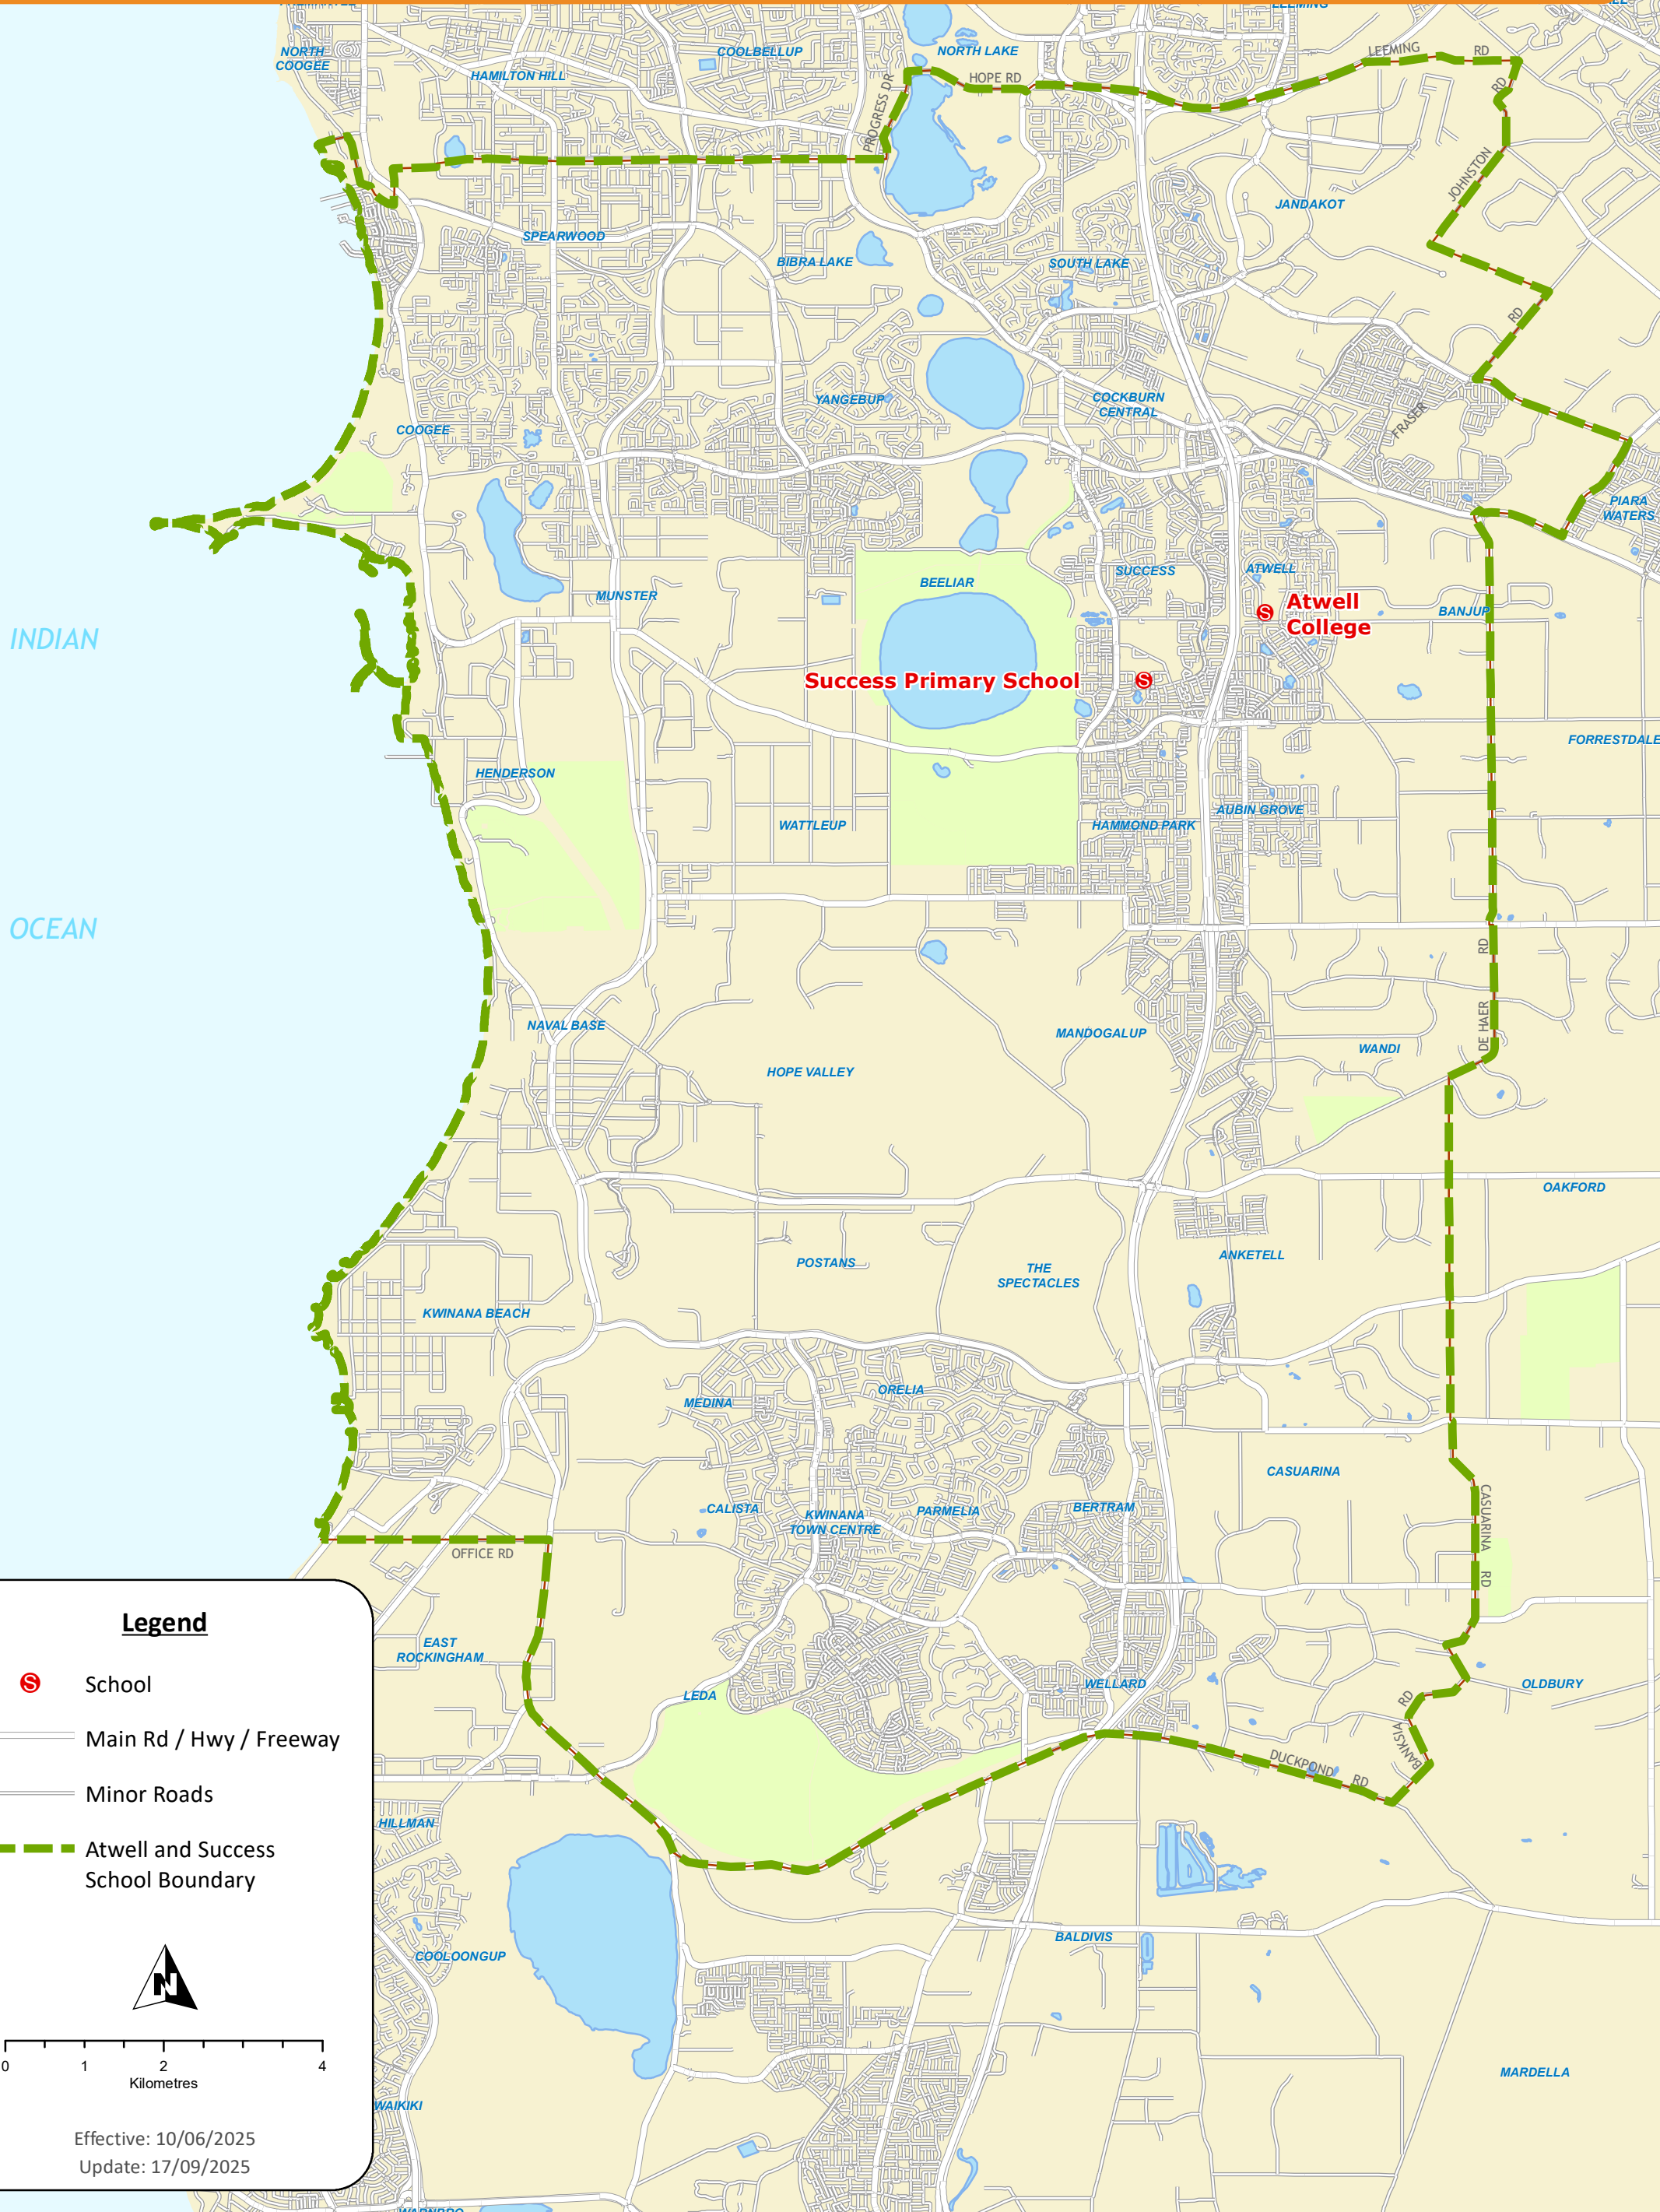 LEEMING
NORTH
COOGEE
HAMILTON HILL
COOLBELLUP
NORTH LAKE
HOPE RD
PROGRESS DR
LEEMING
RD
RD
JOHNSTON
JANDAKOT
SPEARWOOD
BIBRA LAKE
SOUTH LAKE
RD
YANGEBUP
COCKBURN
CENTRAL
FRASER
COOGEE
PIARA
WATERS
BEELIAR
SUCCESS
ATWELL
MUNSTER
Atwell
College
BANJUP
INDIAN
Success Primary School
FORRESTDALE
HENDERSON
WATTLEUP
HAMMOND PARK
AUBIN GROVE
OCEAN
RD
DE HAER
NAVAL BASE
MANDOGALUP
WANDI
HOPE VALLEY
OAKFORD
POSTANS
THE
SPECTACLES
ANKETELL
KWINANA BEACH
MEDINA
ORELIA
CASUARINA
CALISTA
KWINANA
TOWN CENTRE
PARMELIA
BERTRAM
CASUARINA
RD
OFFICE RD
EAST
ROCKINGHAM
LEDA
WELLARD
OLDBURY
RD
BANKSIA
DUCKPOND
RD
HILLMAN
COOLOONGUP
BALDIVIS
MARDELLA
WAIKIKI
WARNBRO
Legend
School
Main Rd / Hwy / Freeway
Minor Roads
Atwell and Success
School Boundary
N
0 1 2 4
Kilometres
Effective: 10/06/2025
Update: 17/09/2025